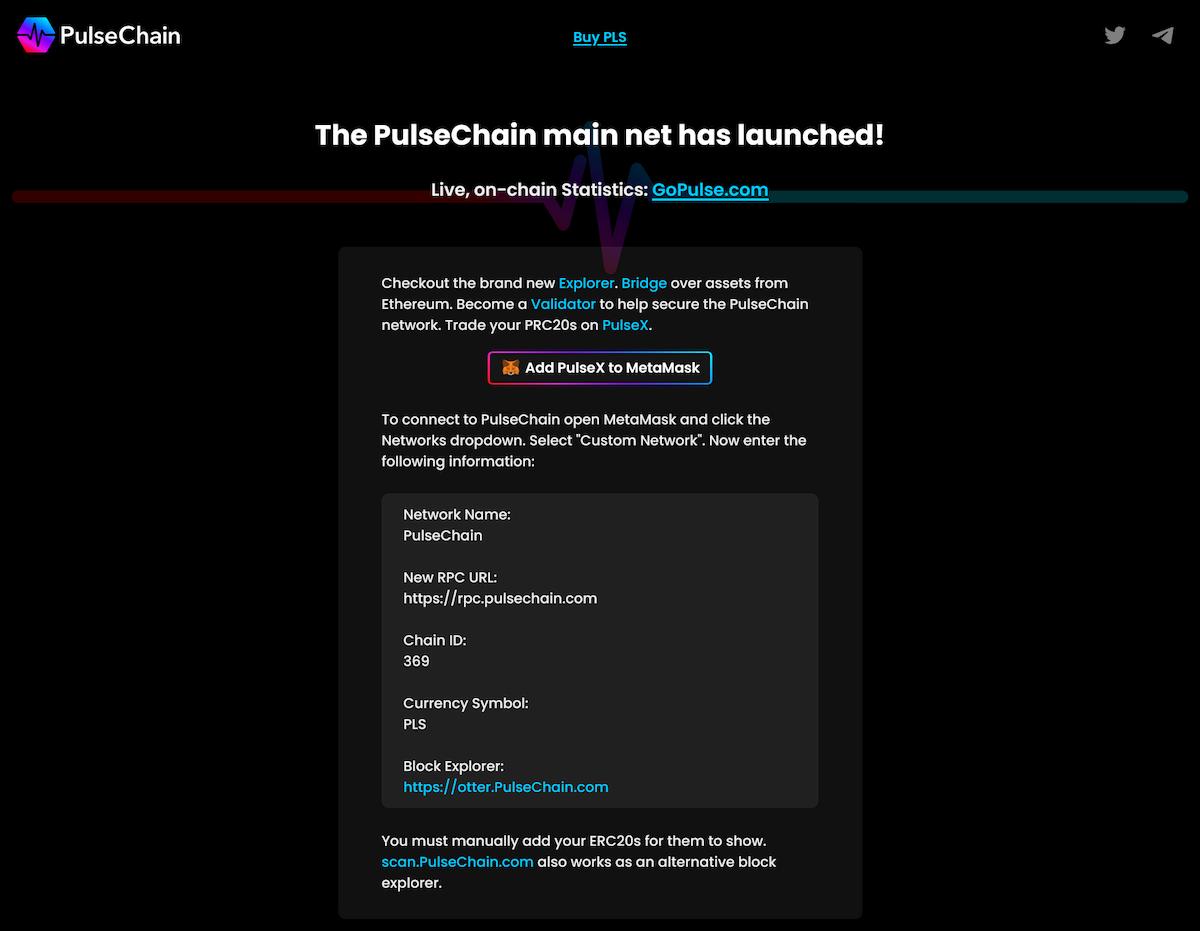 PulseChain
Buy PLS
The PulseChain main net has launched!
Live, on-chain Statistics: GoPulse.com
Checkout the brand new Explorer. Bridge over assets from
Ethereum. Become a Validator to help secure the PulseChain
network. Trade your PRC20s on PulseX.
Add PulseX to MetaMask
To connect to PulseChain open MetaMask and click the
Networks dropdown. Select "Custom Network". Now enter the
following information:
Network Name:
PulseChain
New RPC URL:
https://rpc.pulsechain.com
Chain ID:
369
Currency Symbol:
PLS
Block Explorer:
https://otter.PulseChain.com
You must manually add your ERC20s for them to show.
scan.PulseChain.com also works as an alternative block
explorer.